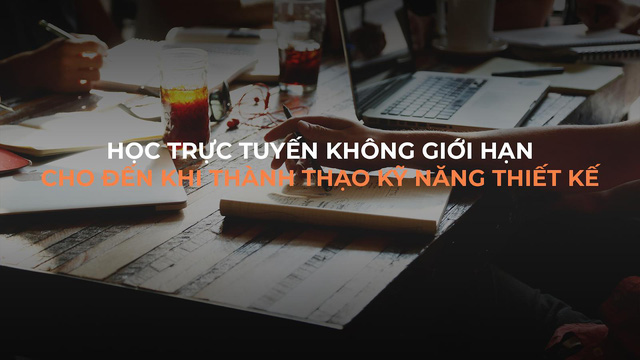 HỌC TRỰC TUYẾN KHÔNG GIỚI HẠN
CHO ĐẾN KHI THÀNH THẠO KỸ NĂNG THIẾT KẾ